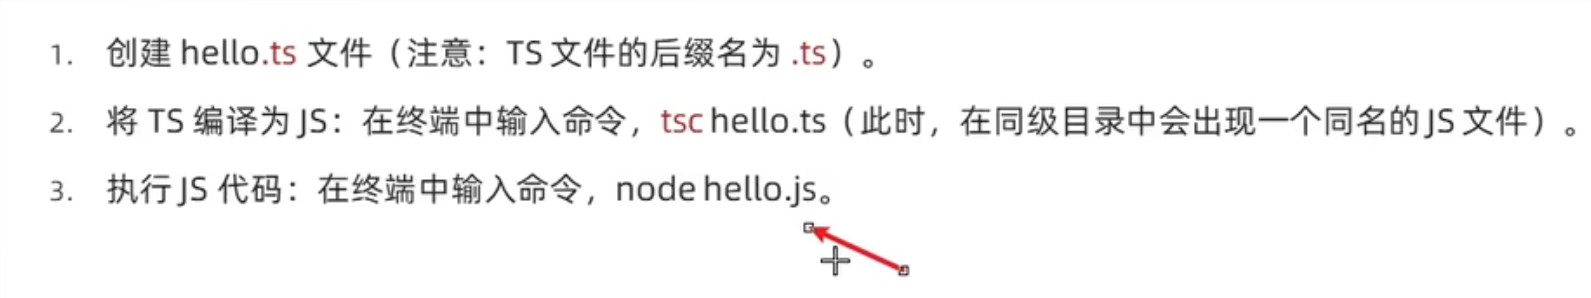 1. 创建 hello.ts 文件（注意：TS 文件的后缀名为 .ts）。
2. 将 TS 编译为 JS：在终端中输入命令，tsc hello.ts（此时，在同级目录中会出现一个同名的 JS 文件）。
3. 执行 JS 代码：在终端中输入命令，node hello.js。